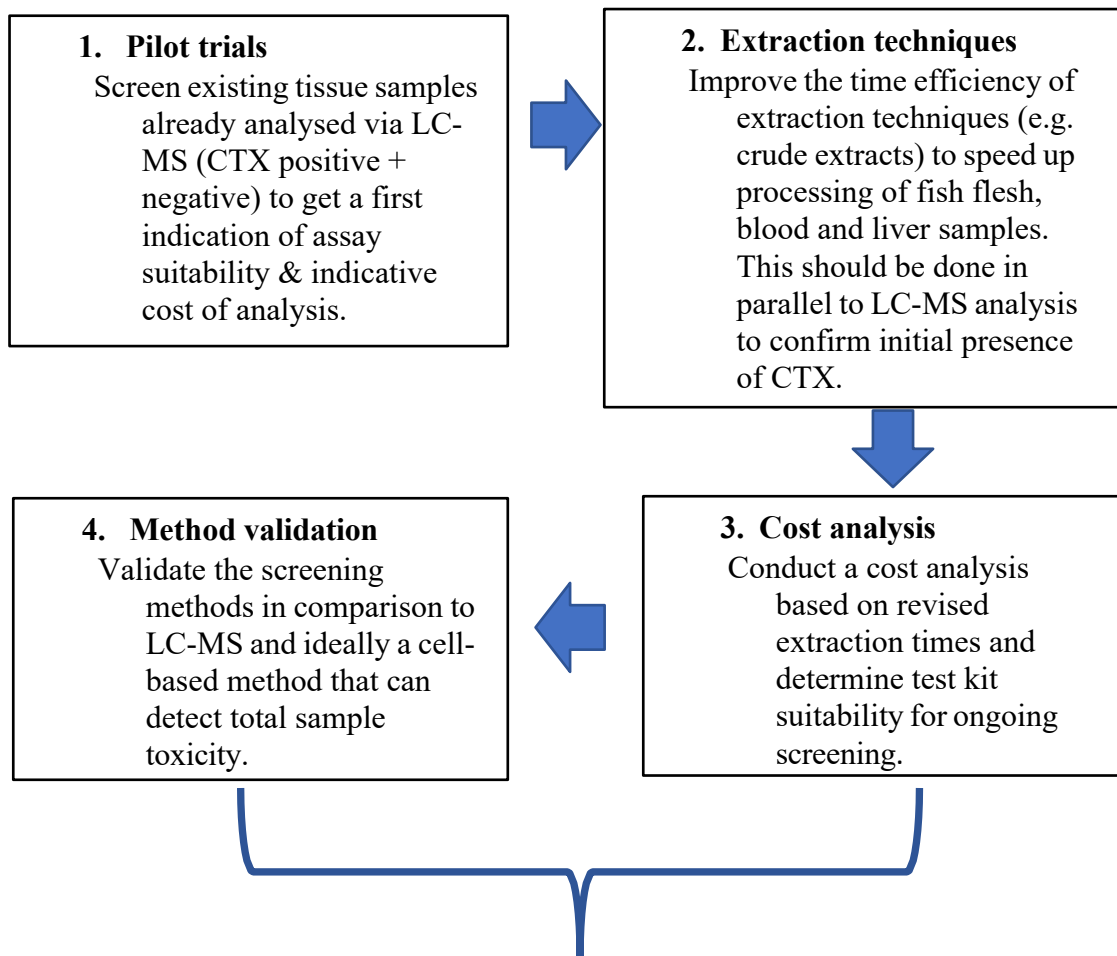 1. Pilot trials
Screen existing tissue samples
already analysed via LC-
MS (CTX positive +
negative) to get a first
indication of assay
suitability & indicative
cost of analysis.
2. Extraction techniques
Improve the time efficiency of
extraction techniques (e.g.
crude extracts) to speed up
processing of fish flesh,
blood and liver samples.
This should be done in
parallel to LC-MS analysis
to confirm initial presence
of CTX.
3. Cost analysis
Conduct a cost analysis
based on revised
extraction times and
determine test kit
suitability for ongoing
screening.
4. Method validation
Validate the screening
methods in comparison to
LC-MS and ideally a cell-
based method that can
detect total sample
toxicity.